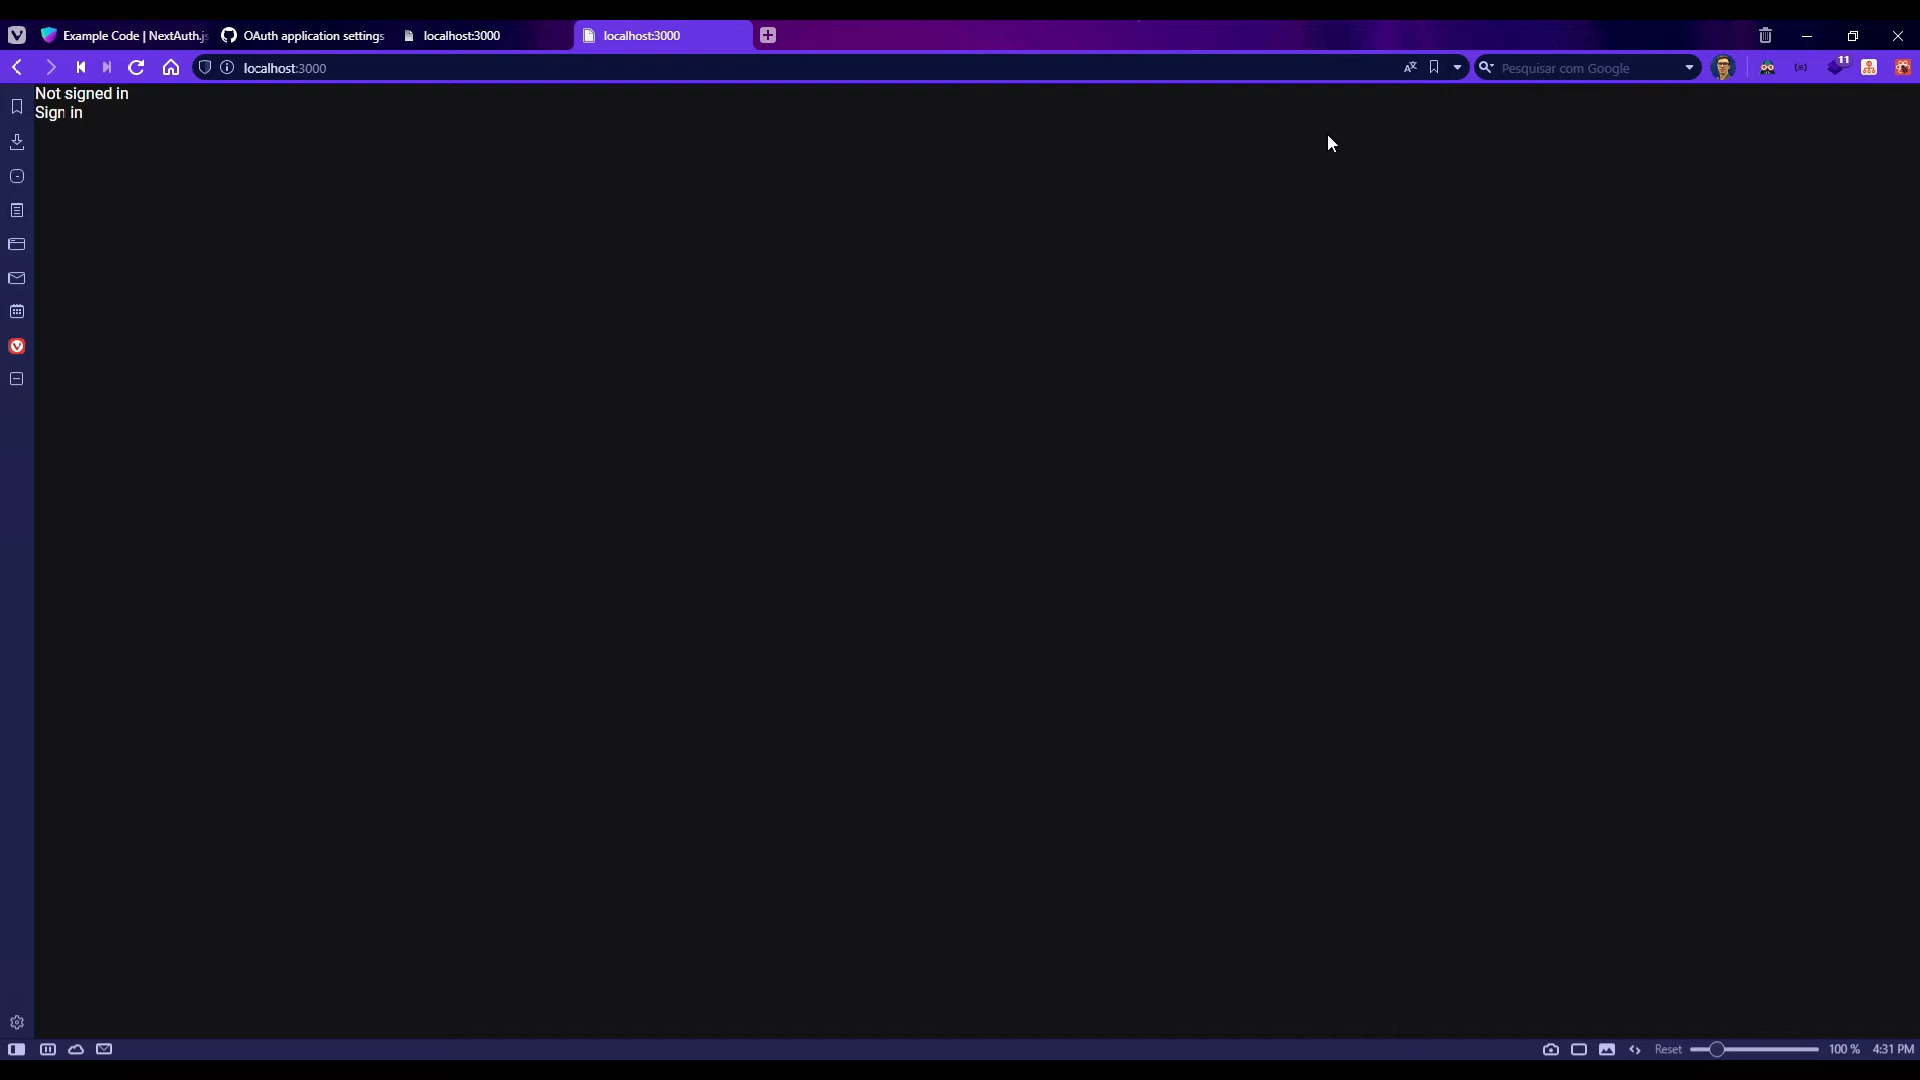 Example Code | NextAuth.js
OAuth application settings
localhost:3000
localhost:3000
localhost:3000
Pesquisar com Google
11
Not signed in
Sign in
Reset
100 %
4:31 PM